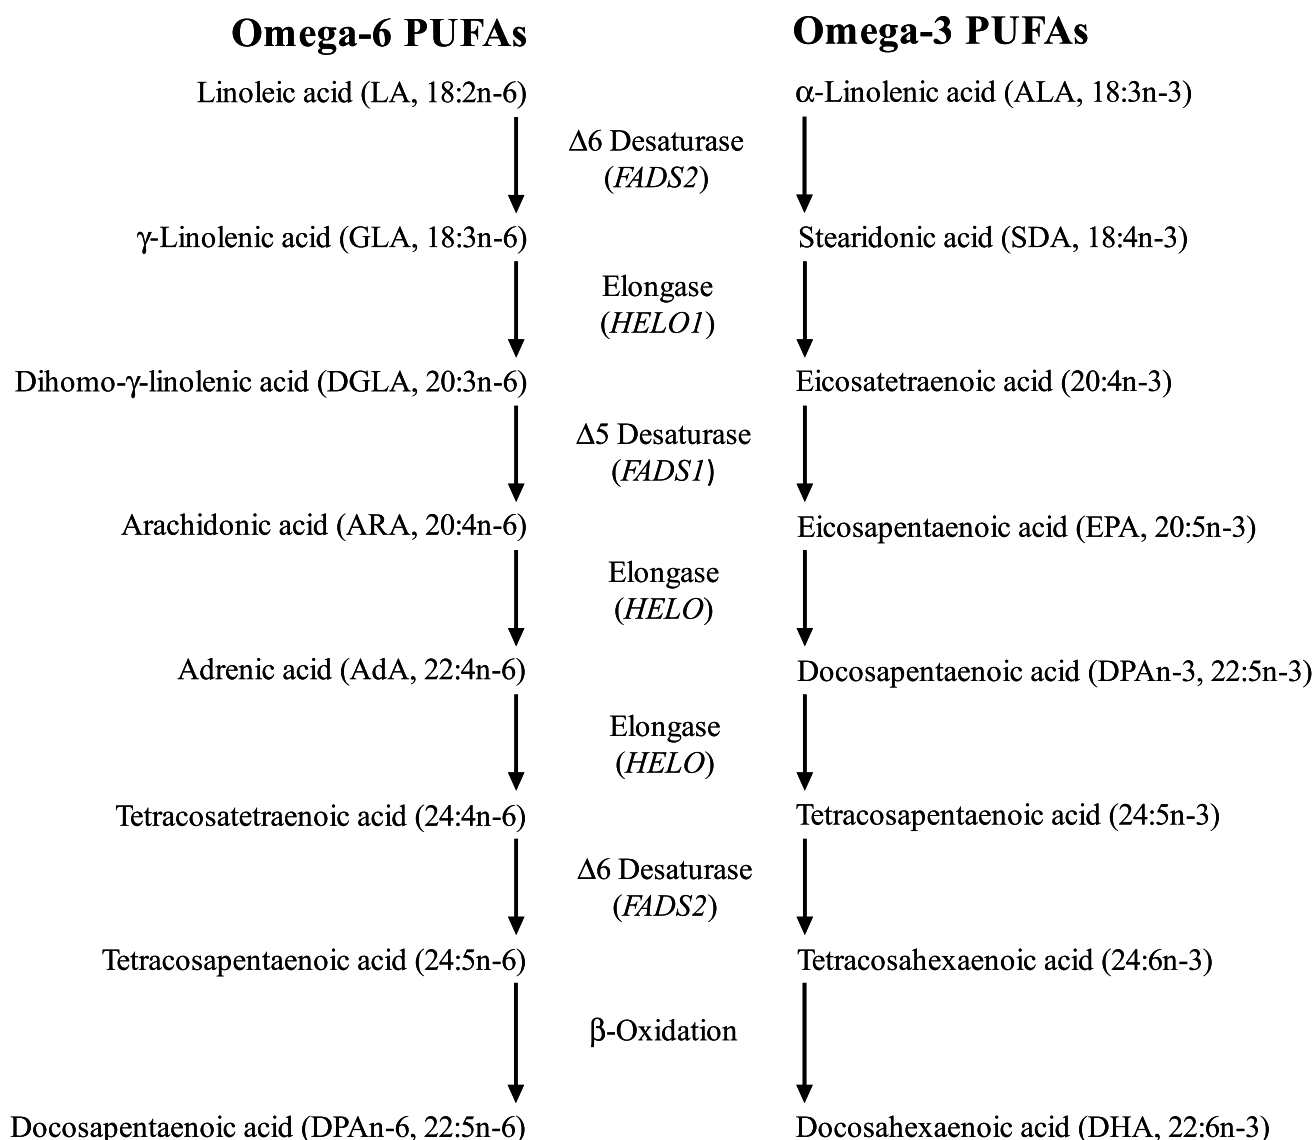 Omega-6 PUFAs
Omega-3 PUFAs
Linoleic acid (LA, 18:2n-6)
α-Linolenic acid (ALA, 18:3n-3)
Δ6 Desaturase
(FADS2)
γ-Linolenic acid (GLA, 18:3n-6)
Stearidonic acid (SDA, 18:4n-3)
Elongase
(HELO1)
Dihomo-γ-linolenic acid (DGLA, 20:3n-6)
Eicosatetraenoic acid (20:4n-3)
Δ5 Desaturase
(FADS1)
Arachidonic acid (ARA, 20:4n-6)
Eicosapentaenoic acid (EPA, 20:5n-3)
Elongase
(HELO)
Adrenic acid (AdA, 22:4n-6)
Docosapentaenoic acid (DPAn-3, 22:5n-3)
Elongase
(HELO)
Tetracosatetraenoic acid (24:4n-6)
Tetracosapentaenoic acid (24:5n-3)
Δ6 Desaturase
(FADS2)
Tetracosapentaenoic acid (24:5n-6)
Tetracosahexaenoic acid (24:6n-3)
β-Oxidation
Docosapentaenoic acid (DPAn-6, 22:5n-6)
Docosahexaenoic acid (DHA, 22:6n-3)